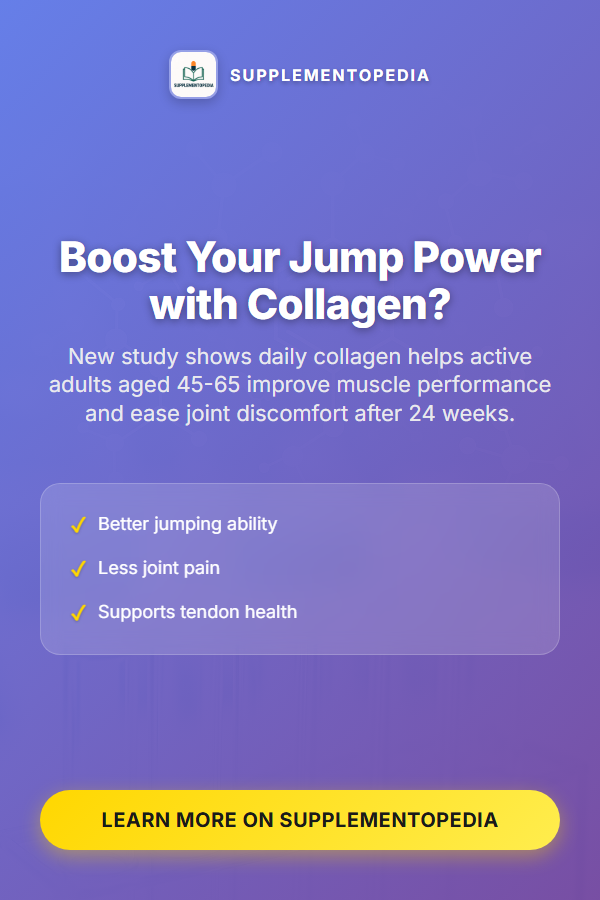 SUPPLEMENTOPEDIA
SUPPLEMENTOPEDIA
Boost Your Jump Power
with Collagen?
New study shows daily collagen helps active
adults aged 45-65 improve muscle performance
and ease joint discomfort after 24 weeks.
✓ Better jumping ability
✓ Less joint pain
✓ Supports tendon health
LEARN MORE ON SUPPLEMENTOPEDIA